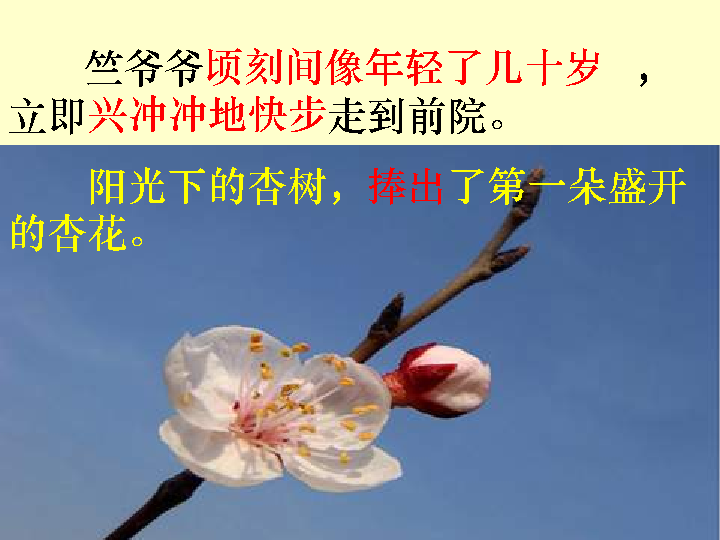 竺爷爷顷刻间像年轻了几十岁 ，
立即兴冲冲地快步走到前院。
阳光下的杏树，捧出了第一朵盛开
的杏花。